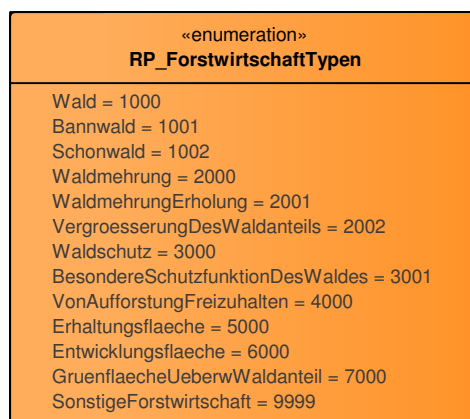 «enumeration»
RP_ForstwirtschaftTypen
Wald = 1000
Bannwald = 1001
Schonwald = 1002
Waldmehrung = 2000
WaldmehrungErholung = 2001
VergroesserungDesWaldanteils = 2002
Waldschutz = 3000
BesondereSchutzfunktionDesWaldes = 3001
VonAufforstungFreizuhalten = 4000
Erhaltungsflaeche = 5000
Entwicklungsflaeche = 6000
GruenflaecheUeberwWaldanteil = 7000
SonstigeForstwirtschaft = 9999